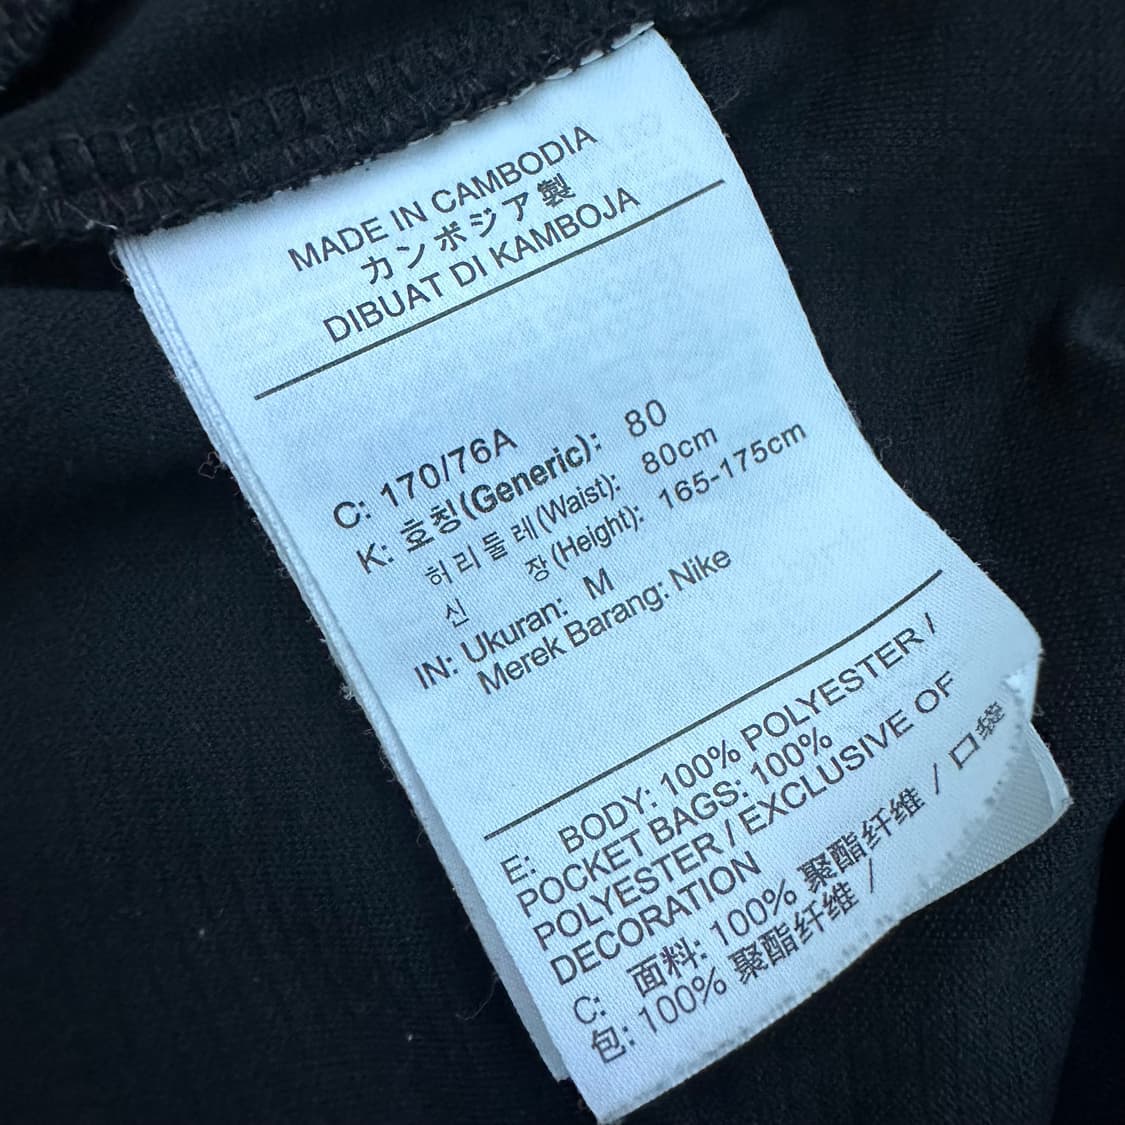 MADE IN CAMBODIA
カンボジア製
DIBUAT DI KAMBOJA
C: 170/76A
K: 호칭(Generic): 80
허리둘레(Waist): 80cm
신 장(Height): 165-175cm
IN: Ukuran: M
Merek Barang: Nike
E: BODY: 100% POLYESTER /
POCKET BAGS: 100%
POLYESTER / EXCLUSIVE OF
DECORATION
C: 面料: 100% 聚酯纤维 / 口袋
包: 100% 聚酯纤维 /